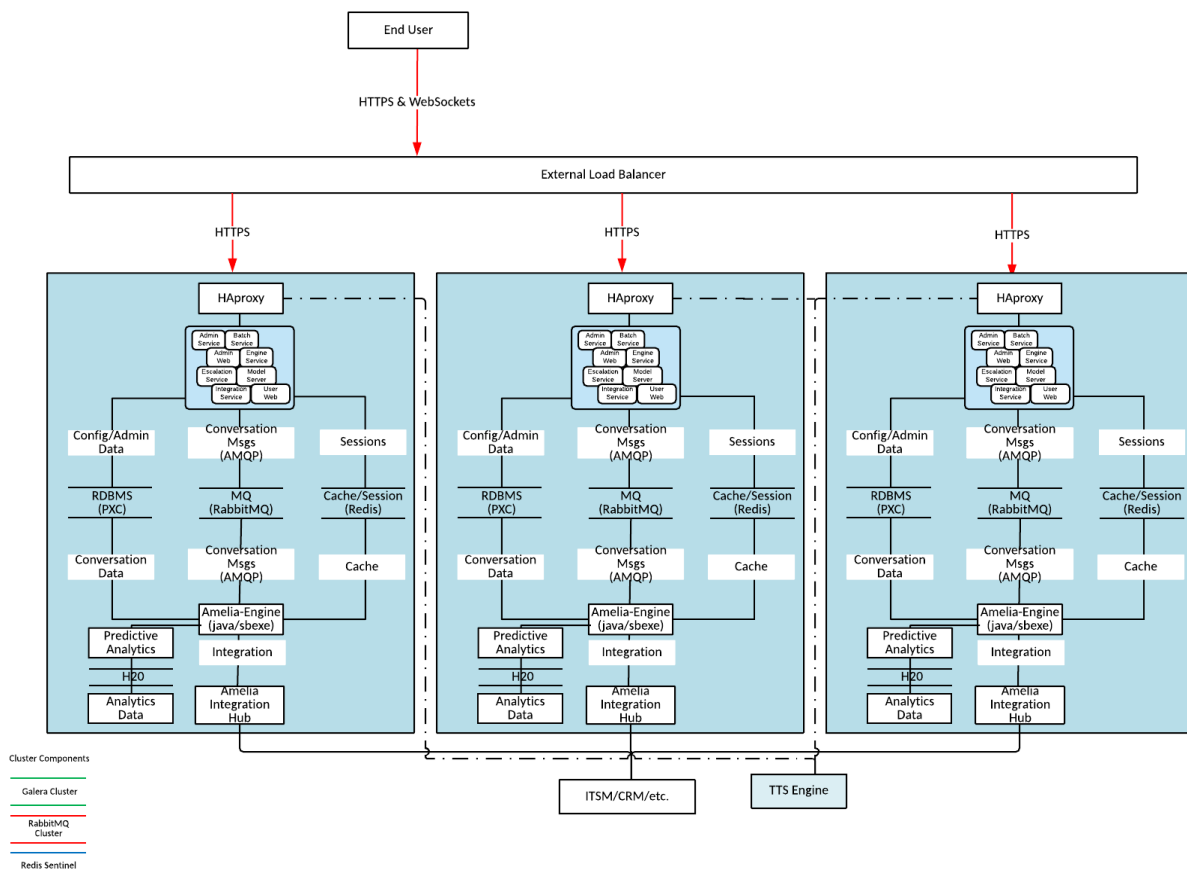 End User
HTTPS & WebSockets
External Load Balancer
HTTPS
HTTPS
HTTPS
HAproxy
Admin
Service
Batch
Service
Admin
Web
Engine
Service
Escalation
Service
Model
Server
Integration
Service
User
Web
Config/Admin
Data
Conversation
Msgs
(AMQP)
Sessions
RDBMS
(PXC)
MQ
(RabbitMQ)
Cache/Session
(Redis)
Conversation
Data
Conversation
Msgs
(AMQP)
Cache
Amelia-Engine
(java/sbexe)
Predictive
Analytics
Integration
H20
Analytics
Data
Amelia
Integration
Hub
HAproxy
Admin
Service
Batch
Service
Admin
Web
Engine
Service
Escalation
Service
Model
Server
Integration
Service
User
Web
Config/Admin
Data
Conversation
Msgs
(AMQP)
Sessions
RDBMS
(PXC)
MQ
(RabbitMQ)
Cache/Session
(Redis)
Conversation
Data
Conversation
Msgs
(AMQP)
Cache
Amelia-Engine
(java/sbexe)
Predictive
Analytics
Integration
H20
Analytics
Data
Amelia
Integration
Hub
HAproxy
Admin
Service
Batch
Service
Admin
Web
Engine
Service
Escalation
Service
Model
Server
Integration
Service
User
Web
Config/Admin
Data
Conversation
Msgs
(AMQP)
Sessions
RDBMS
(PXC)
MQ
(RabbitMQ)
Cache/Session
(Redis)
Conversation
Data
Conversation
Msgs
(AMQP)
Cache
Amelia-Engine
(java/sbexe)
Predictive
Analytics
Integration
H20
Analytics
Data
Amelia
Integration
Hub
ITSM/CRM/etc.
TTS Engine
Cluster Components
Galera Cluster
RabbitMQ
Cluster
Redis Sentinel